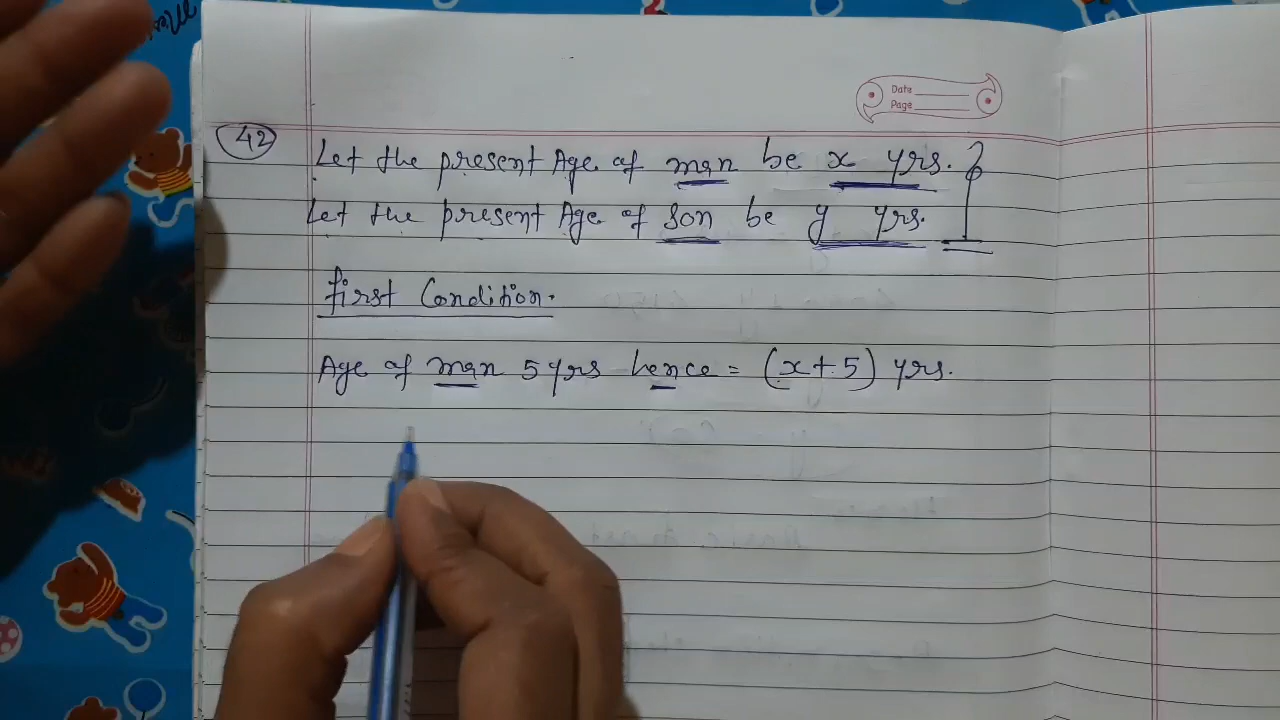 Date
Page
42 Let the present Age of man be x yrs.
Let the present Age of son be y yrs.
first Condition.
Age of man 5 yrs hence = (x+5) yrs.